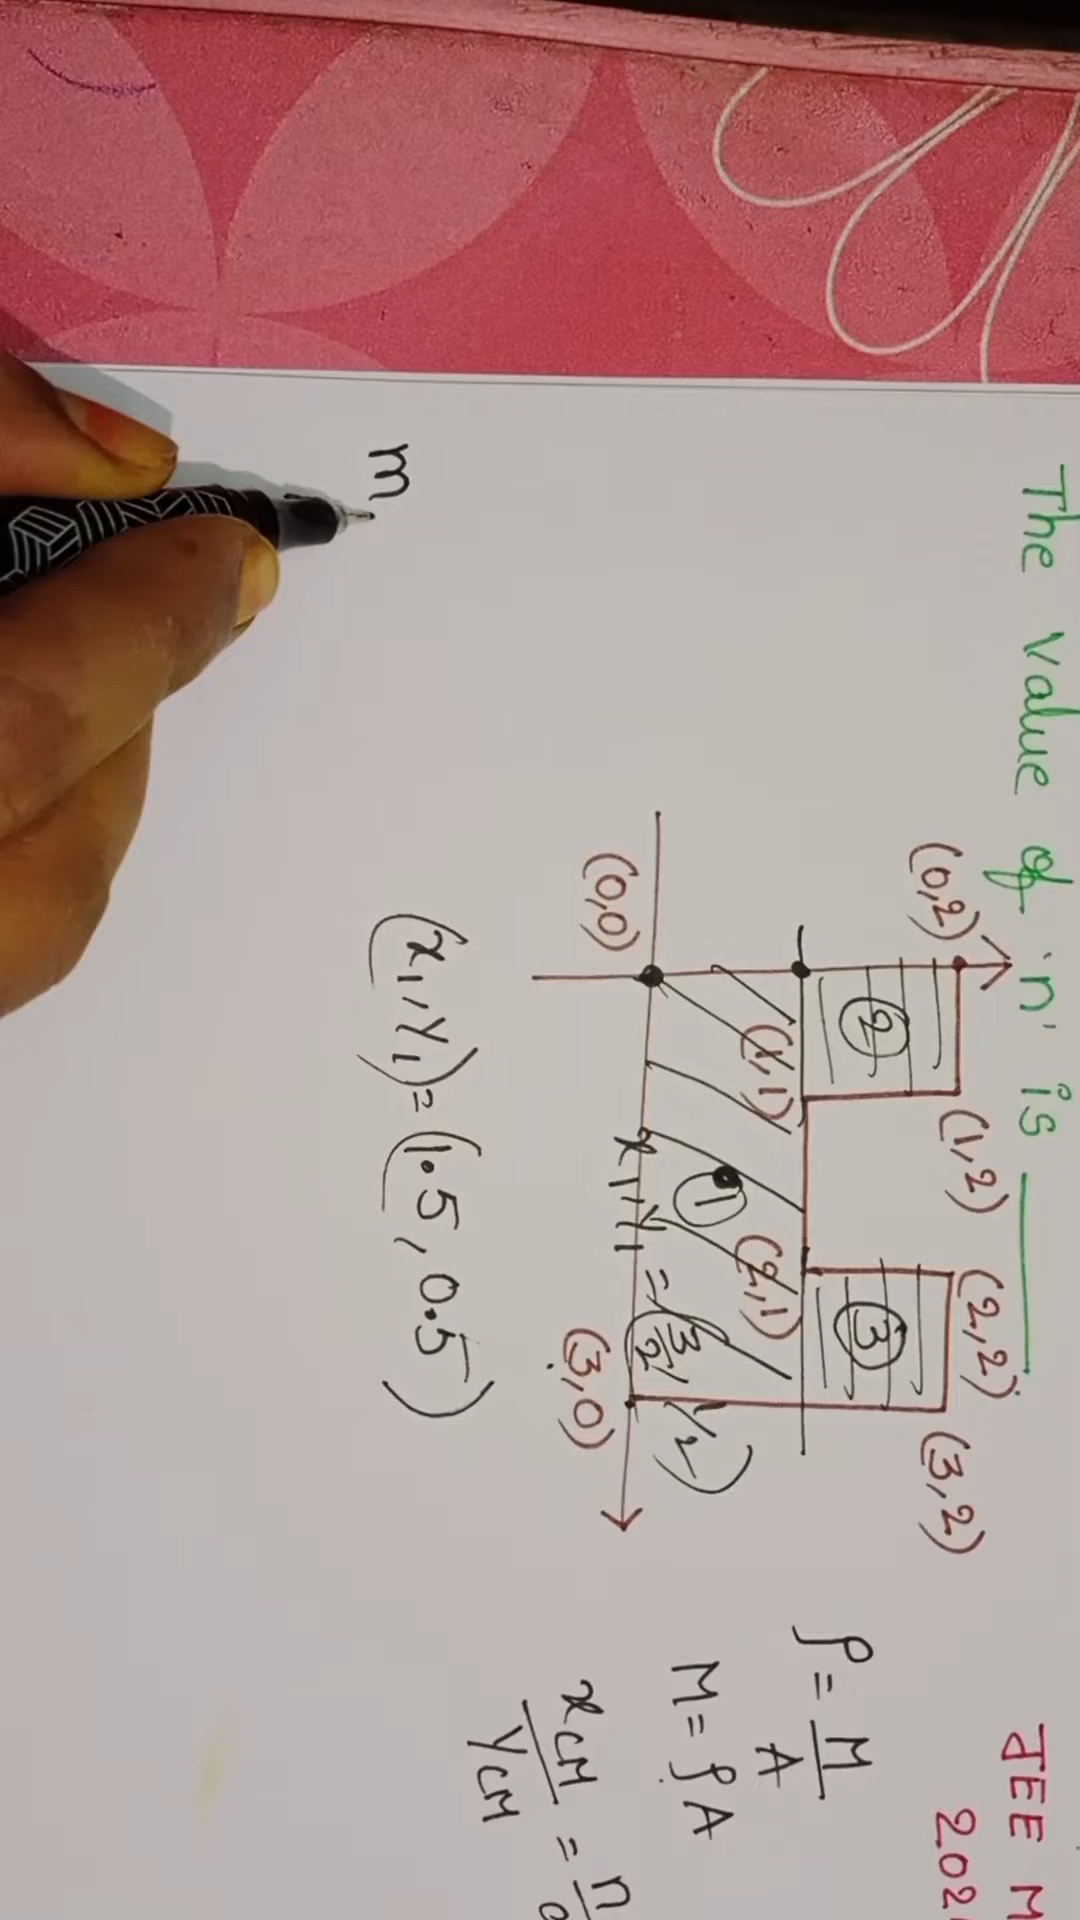 The value of 'n' is ______
JEE M
202
(0,2)
(1,2)
(2,2)
(3,2)
②
③
(1,1)
(2,1)
①
(0,0)
x₁,y₁ = (3/2, 1/2)
(3,0)
ρ = M/A
M = ρA
xCM/yCM = n/
(x₁,y₁) = (1.5, 0.5)
m